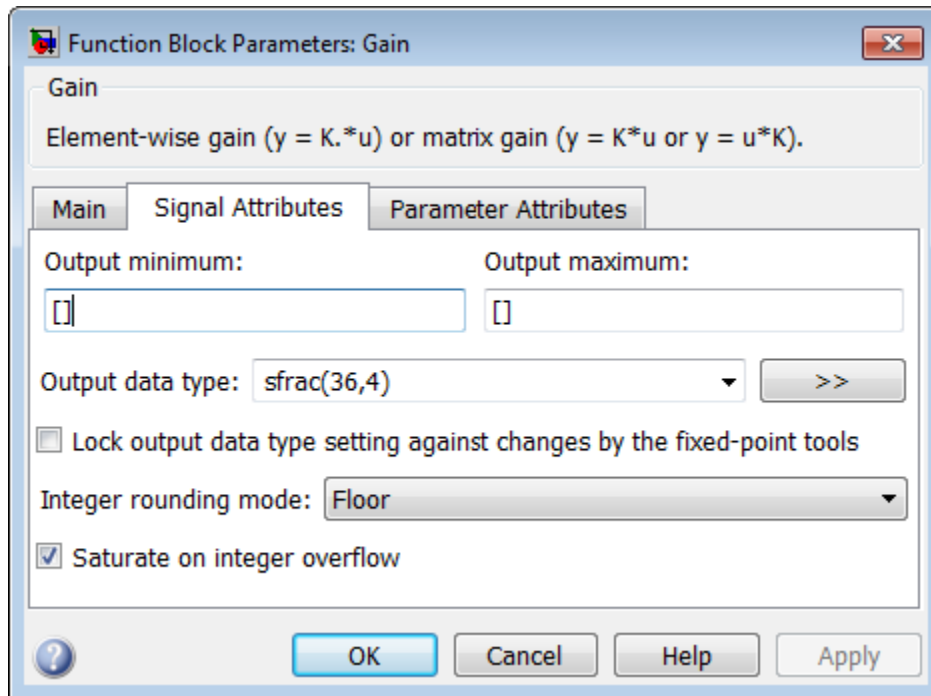 Function Block Parameters: Gain
Gain
Element-wise gain (y = K.*u) or matrix gain (y = K*u or y = u*K).
Main Signal Attributes Parameter Attributes
Output minimum: Output maximum:
[] []
Output data type: sfrac(36,4) >>
Lock output data type setting against changes by the fixed-point tools
Integer rounding mode: Floor
Saturate on integer overflow
? OK Cancel Help Apply